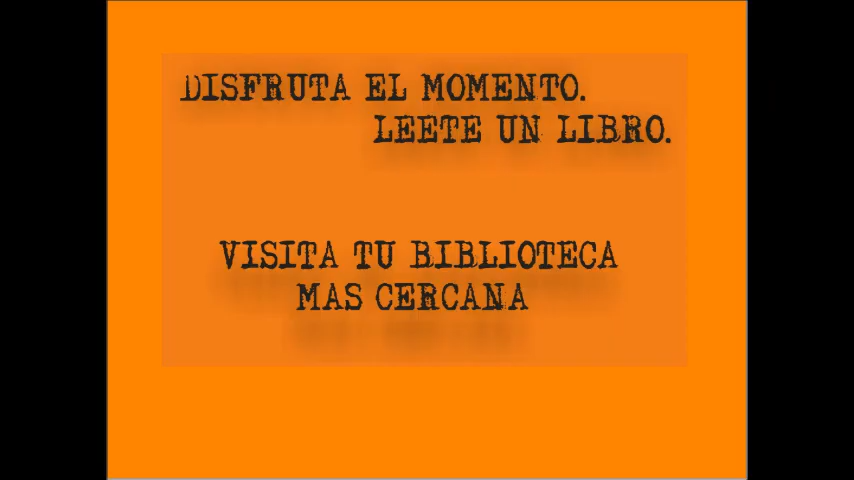 DISFRUTA EL MOMENTO.
LEETE UN LIBRO.
VISITA TU BIBLIOTECA
MAS CERCANA